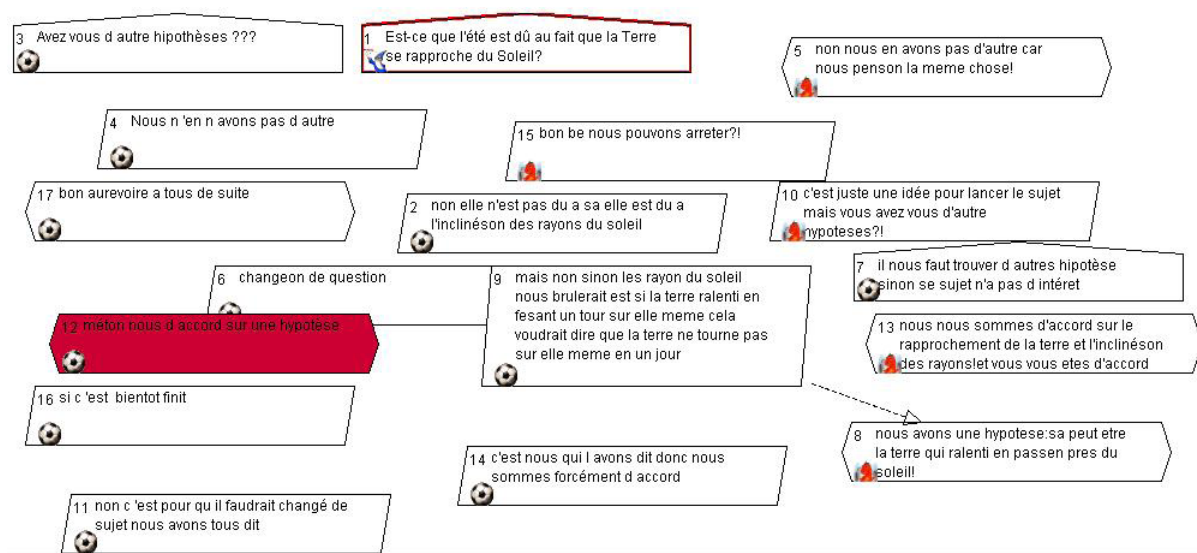 3 Avez vous d autre hipothèses ???
1 Est-ce que l'été est dû au fait que la Terre
se rapproche du Soleil?
5 non nous en avons pas d'autre car
nous penson la meme chose!
4 Nous n 'en n avons pas d autre
15 bon be nous pouvons arreter?!
17 bon aurevoire a tous de suite
2 non elle n'est pas du a sa elle est du a
l'inclinéson des rayons du soleil
10 c'est juste une idée pour lancer le sujet
mais vous avez vous d'autre
hypoteses?!
6 changeon de question
9 mais non sinon les rayon du soleil
nous brulerait est si la terre ralenti en
fesant un tour sur elle meme cela
voudrait dire que la terre ne tourne pas
sur elle meme en un jour
7 il nous faut trouver d autres hipotèse
sinon se sujet n'a pas d intéret
12 méton nous d accord sur une hypotèse
13 nous nous sommes d'accord sur le
rapprochement de la terre et l'inclinéson
des rayons!et vous vous etes d'accord
16 si c 'est bientot finit
8 nous avons une hypotese:sa peut etre
la terre qui ralenti en passen pres du
soleil!
14 c'est nous qui l avons dit donc nous
sommes forcément d accord
11 non c 'est pour qu il faudrait changé de
sujet nous avons tous dit